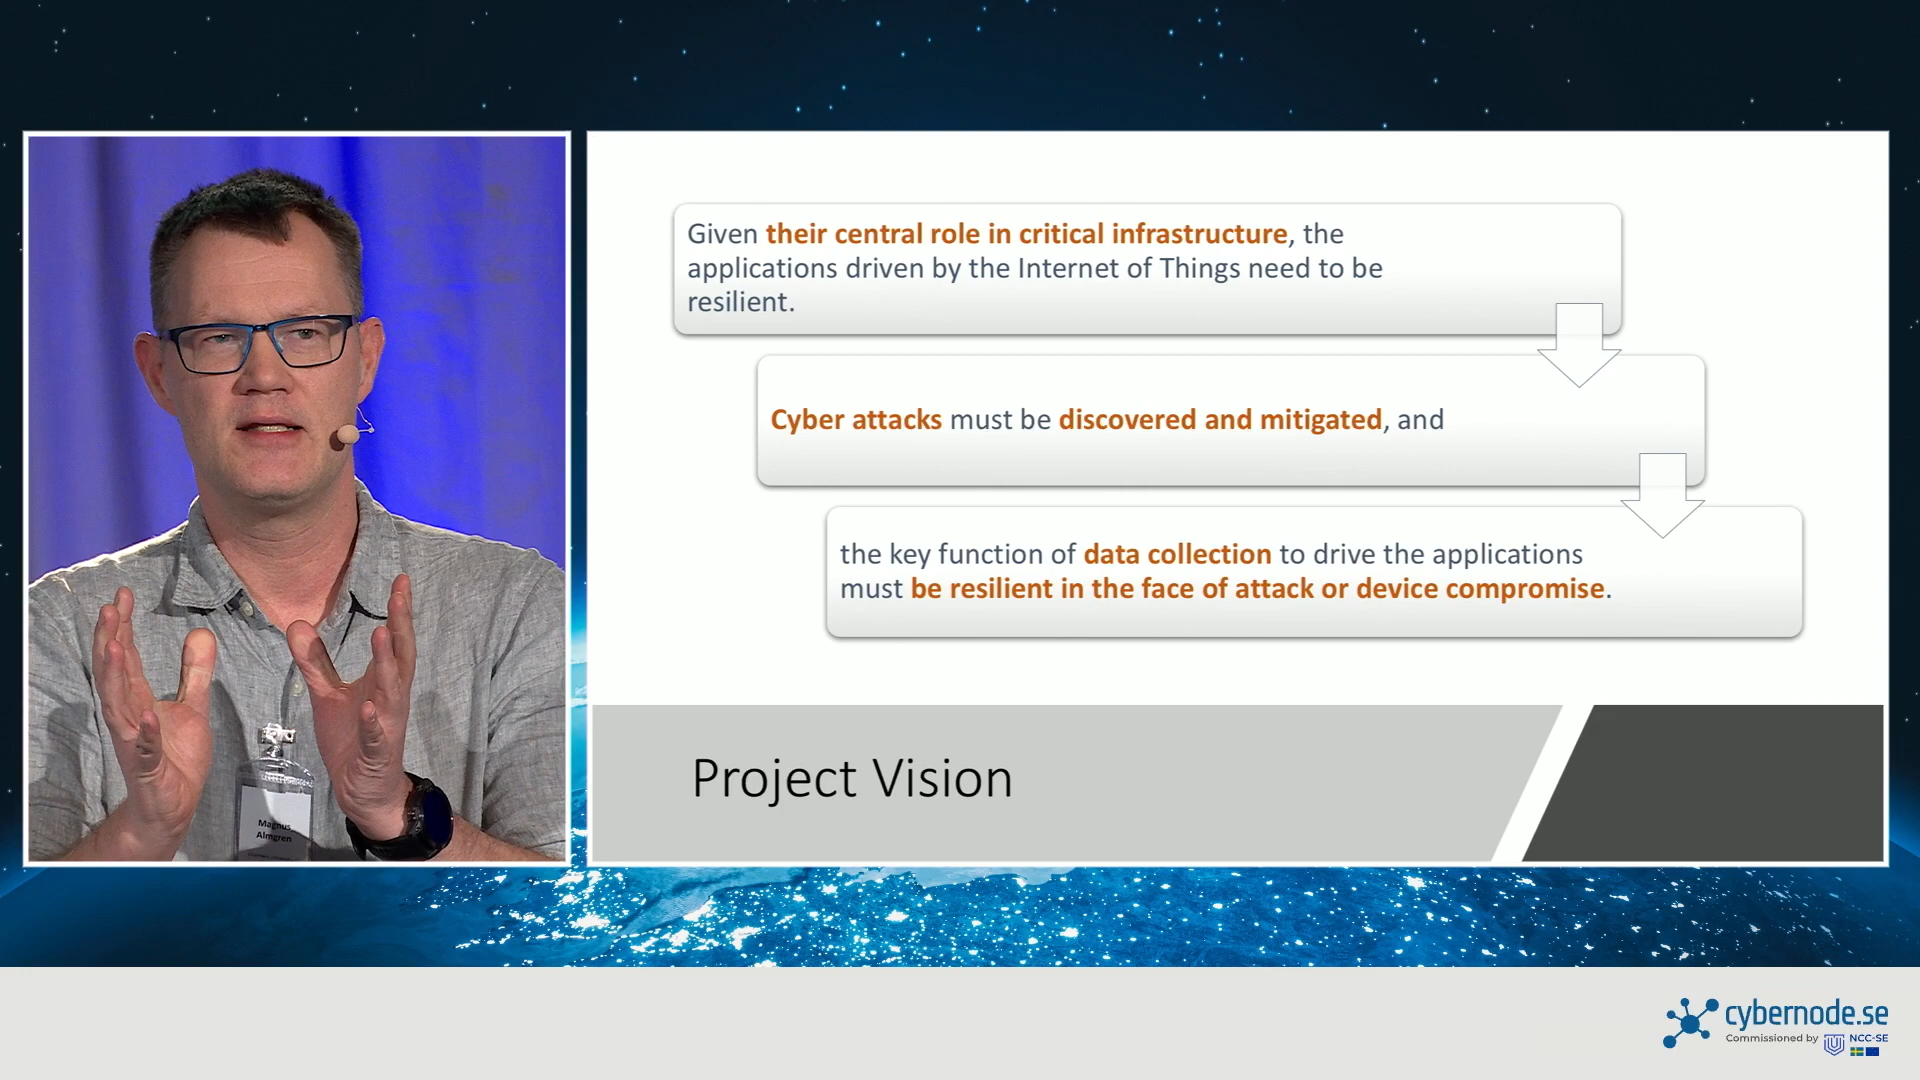 Given their central role in critical infrastructure, the
applications driven by the Internet of Things need to be
resilient.
Cyber attacks must be discovered and mitigated, and
the key function of data collection to drive the applications
must be resilient in the face of attack or device compromise.
Project Vision
Magnus
Almgren
cybernode.se
Commissioned by NCC-SE